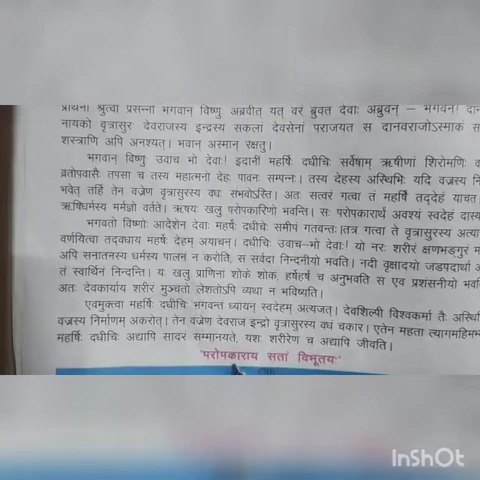 प्रार्थनां श्रुत्वा प्रसन्नो भगवान् विष्णु अब्रवीत् यत् वरं ब्रुवत देवाः अब्रुवन् – भगवन्!
नायको वृत्रासुरः देवराजस्य इन्द्रस्य सकलां देवसेनां पराजयत स दानवराजोऽस्माकं
शस्त्राणि अपि अनश्यत्। भवान् अस्मान् रक्षतु।
भगवान् विष्णु उवाच भो देवाः! इदानीं महर्षिः दधीचिः सर्वेषाम् ऋषीणां शिरोमणिः
व्रतोपवासैः तपसा च तस्य महात्मनो देहः पावनः सम्पन्नः। तस्य देहस्य अस्थिभिः यदि वज्रस्य
भवेत् तर्हि तेन वज्रेण वृत्रासुरस्य वधः संभवोऽस्ति। अतः सत्वरं गत्वा तं महर्षिं तद्देहं याचत।
ऋषिधर्मस्य मर्मज्ञो वर्तते। ऋषयः खलु परोपकारिणो भवन्ति। सः परोपकारार्थं अवश्यं स्वदेहं
भगवतो विष्णोः आदेशेन देवाः महर्षेः दधीचेः समीपं गतवन्तः।तत्र गत्वा ते वृत्रासुरस्य
वर्णयित्वा तद्वधाय महर्षेः देहम् अयाचन्। दधीचिः उवाच–भो देवाः! यो नरः शरीरं क्षणभङ्गुरं
अपि सनातनस्य धर्मस्य पालनं न करोति, स सर्वदा निन्दनीयो भवति। नदी वृक्षादयो जडपदार्था
तं स्वार्थिनं निन्दन्ति। यः खलु प्राणिनां शोके शोकं, हर्षेहर्षं च अनुभवति स एव प्रशंसनीयो
अतः देवकार्याय शरीरं मुञ्चतो लेशतोऽपि व्यथा न भविष्यति।
एवमुक्त्वा महर्षिः दधीचिः भगवन्तं ध्यायन् स्वदेहम् अत्यजत्। देवशिल्पी विश्वकर्मा तैः
वज्रस्य निर्माणम् अकरोत्। तेन वज्रेण देवराज इन्द्रो वृत्रासुरस्य वधं चकार। एतेन महता
महर्षिः दधीचिः अद्यापि सादरं सम्मान्यते, यशः शरीरेण च अद्यापि जीवति।
'परोपकाराय सतां विभूतयः'
InShOt